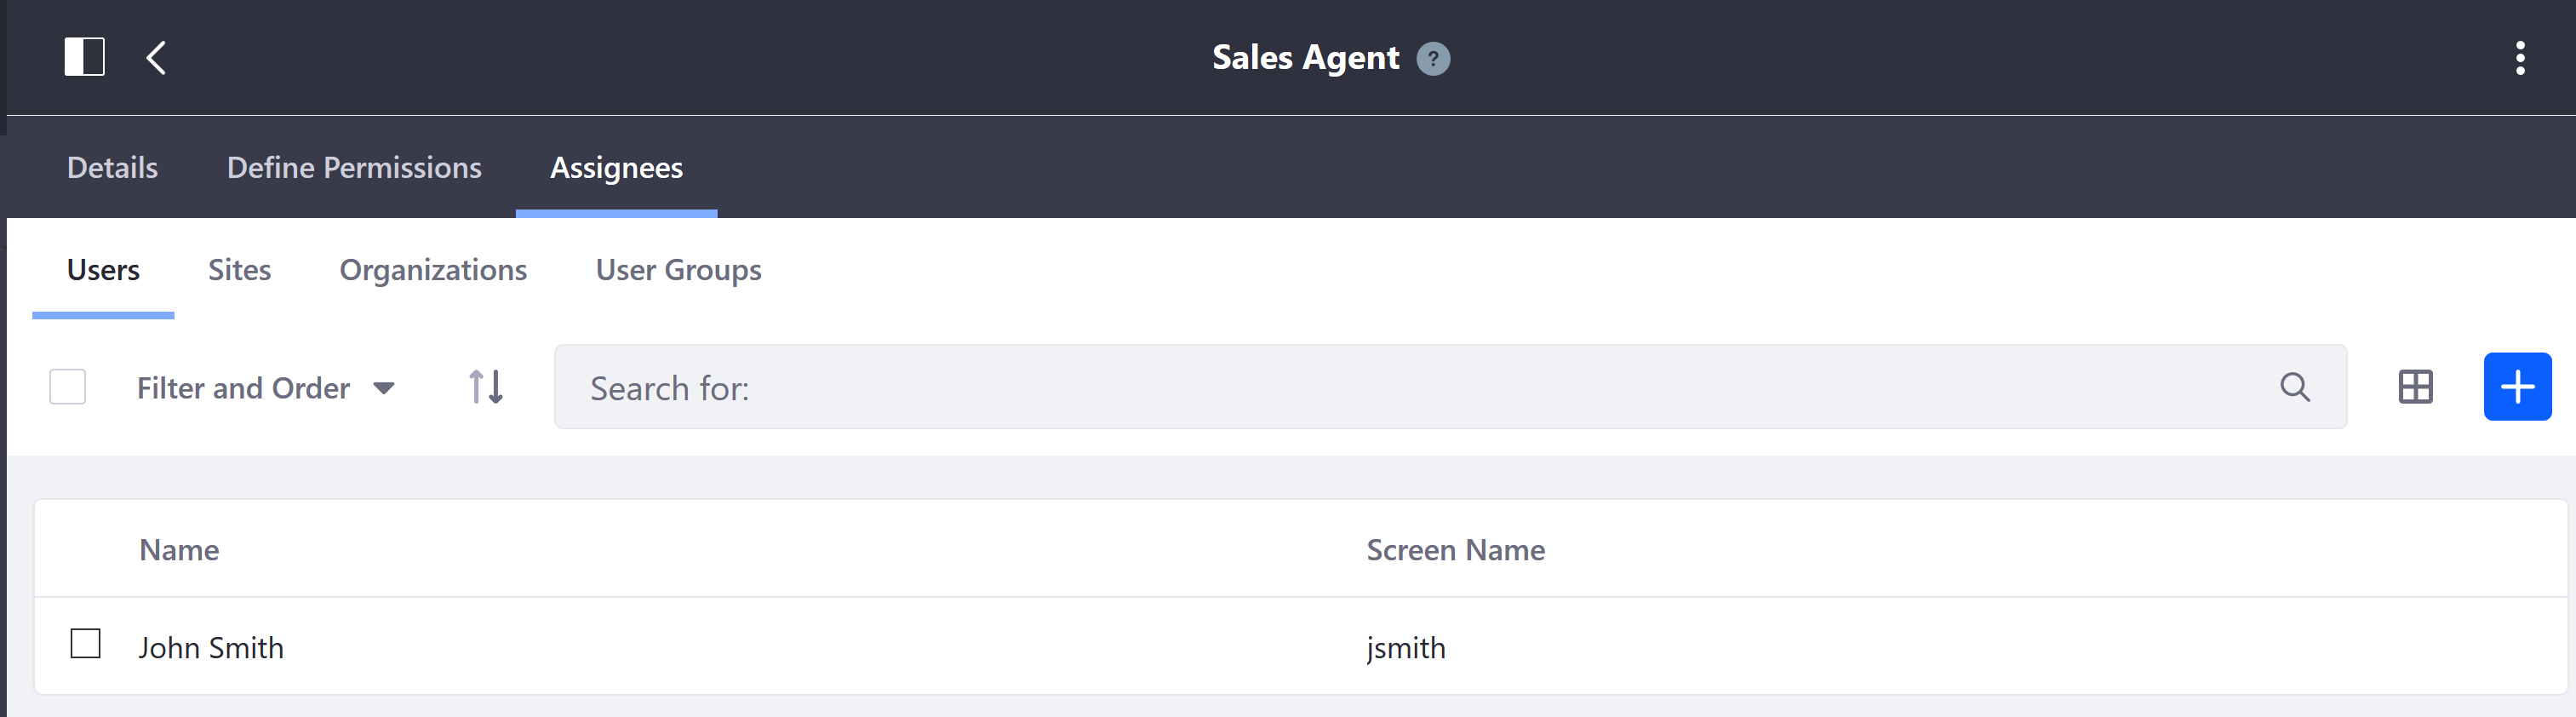 Sales Agent ?
Details Define Permissions Assignees
Users Sites Organizations User Groups
Filter and Order Search for:
Name Screen Name
John Smith jsmith